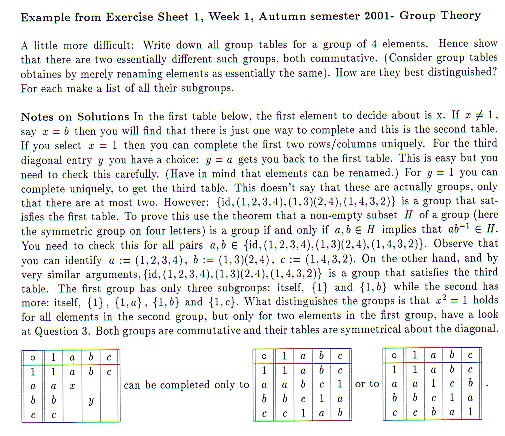 Example from Exercise Sheet 1, Week 1, Autumn semester 2001- Group Theory
A little more difficult: Write down all group tables for a group of 4 elements. Hence show
that there are two essentially different such groups, both commutative. (Consider group tables
obtaines by merely renaming elements as essentially the same). How are they best distinguished?
For each make a list of all their subgroups.
Notes on Solutions In the first table below, the first element to decide about is x. If x ≠ 1,
say x = b then you will find that there is just one way to complete and this is the second table.
If you select x = 1 then you can complete the first two rows/columns uniquely. For the third
diagonal entry y you have a choice: y = a gets you back to the first table. This is easy but you
need to check this carefully. (Have in mind that elements can be renamed.) For y = 1 you can
complete uniquely, to get the third table. This doesn't say that these are actually groups, only
that there are at most two. However: {id,(1,2,3,4),(1,3)(2,4),(1,4,3,2)} is a group that sat-
isfies the first table. To prove this use the theorem that a non-empty subset H of a group (here
the symmetric group on four letters) is a group if and only if a,b ∈ H implies that ab⁻¹ ∈ H.
You need to check this for all pairs a,b ∈ {id,(1,2,3,4),(1,3)(2,4),(1,4,3,2)}. Observe that
you can identify a := (1,2,3,4), b := (1,3)(2,4), c := (1,4,3,2). On the other hand, and by
very similar arguments, {id,(1,2,3,4),(1,3)(2,4),(1,4,3,2)} is a group that satisfies the third
table. The first group has only three subgroups: itself, {1} and {1,b} while the second has
more: itself, {1}, {1,a}, {1,b} and {1,c}. What distinguishes the groups is that x² = 1 holds
for all elements in the second group, but only for two elements in the first group, have a look
at Question 3. Both groups are commutative and their tables are symmetrical about the diagonal.
o 1 a b c
1 1 a b c
a a x
b b y
c c
can be completed only to
o 1 a b c
1 1 a b c
a a b c 1
b b c 1 a
c c 1 a b
or to
o 1 a b c
1 1 a b c
a a 1 c b
b b c 1 a
c c b a 1
.